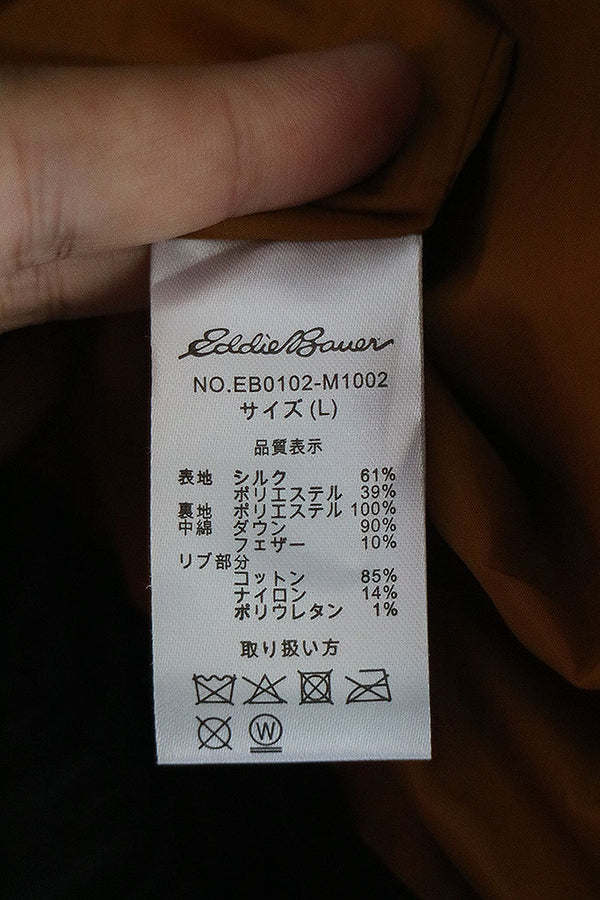 Eddie Bauer
NO.EB0102-M1002
サイズ(L)
品質表示
表地 シルク 61%
ポリエステル 39%
裏地 ポリエステル 100%
中綿 ダウン 90%
フェザー 10%
リブ部分
コットン 85%
ナイロン 14%
ポリウレタン 1%
取り扱い方
W